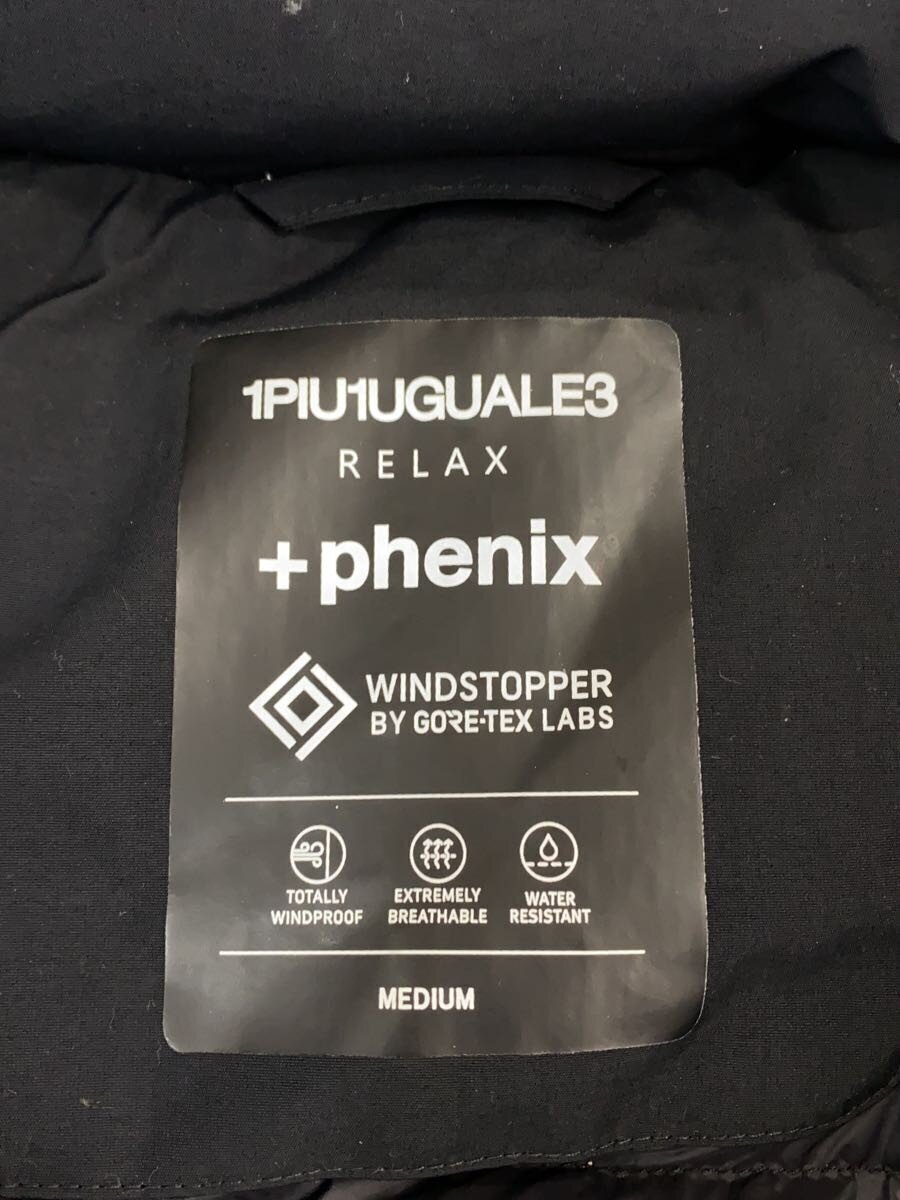 1PIU1UGUALE3
RELAX
+phenix
WINDSTOPPER
BY GORE-TEX LABS
TOTALLY
WINDPROOF
EXTREMELY
BREATHABLE
WATER
RESISTANT
MEDIUM